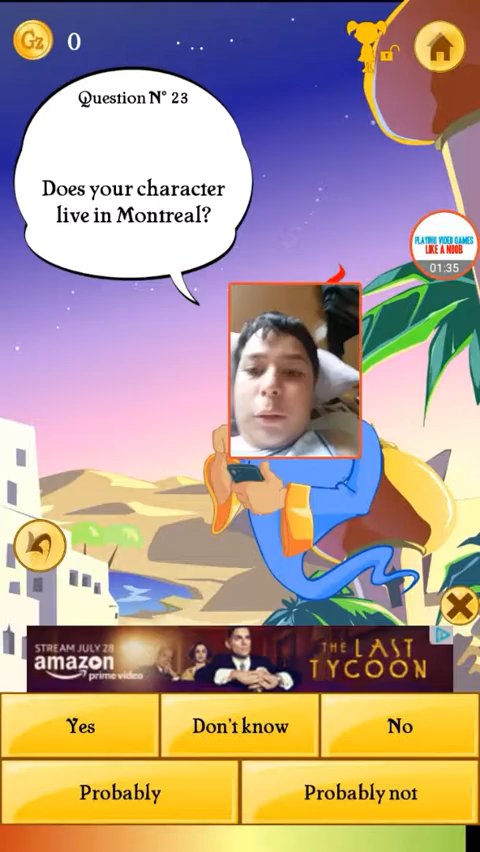 Gz 0
Question N° 23
Does your character
live in Montreal?
PLAYING VIDEO GAMES
LIKE A NOOB
01:35
STREAM JULY 28
amazon
prime video
THE LAST
TYCOON
Yes
Don't know
No
Probably
Probably not